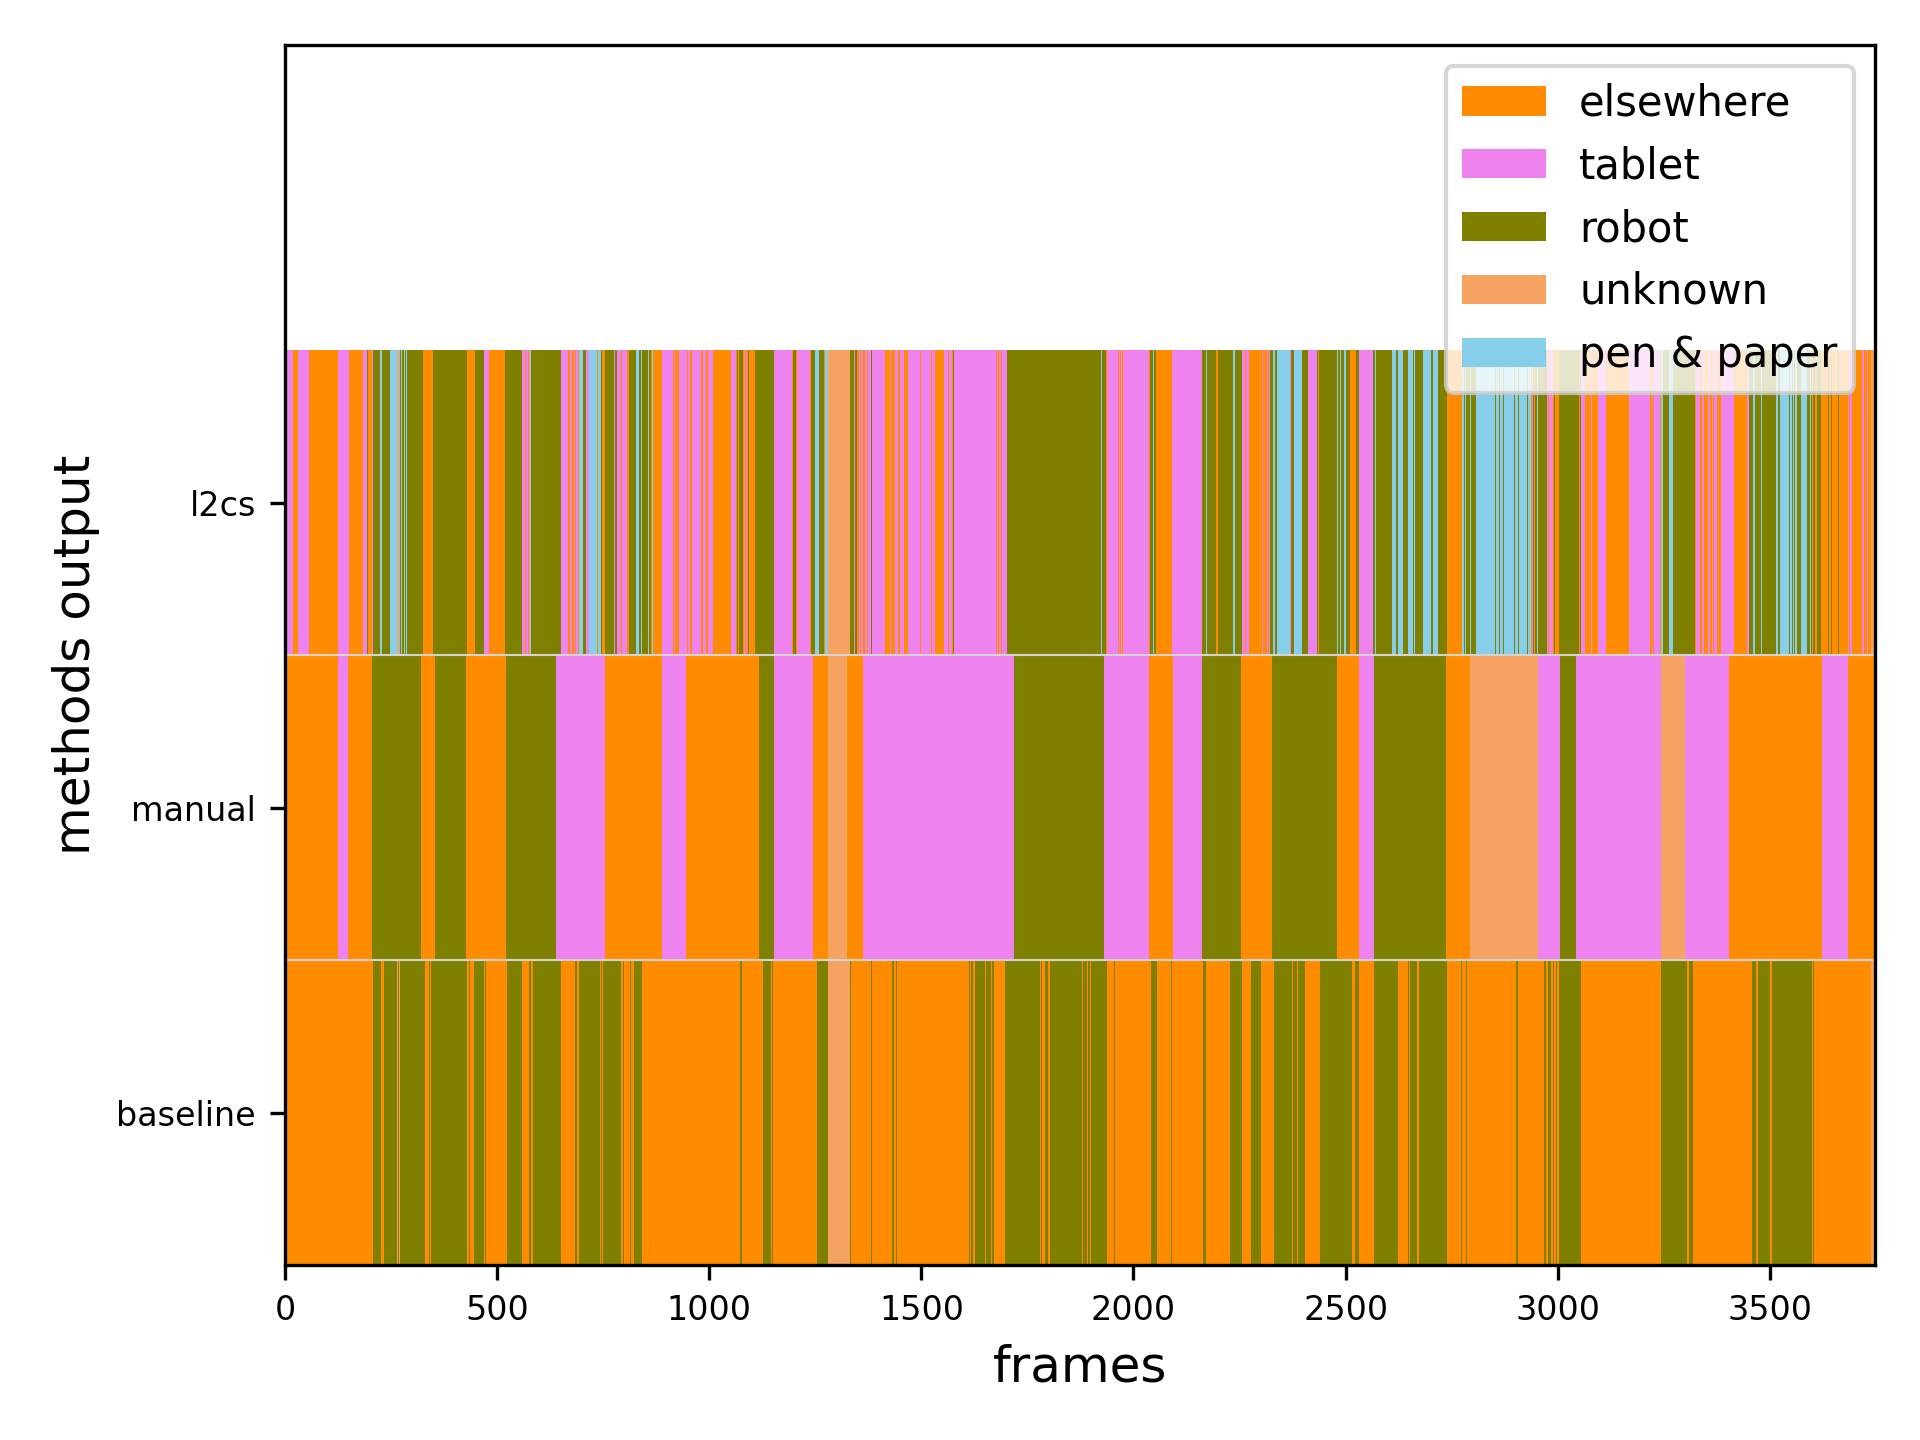 elsewhere
tablet
robot
unknown
pen & paper
methods output
l2cs
manual
baseline
0 500 1000 1500 2000 2500 3000 3500
frames